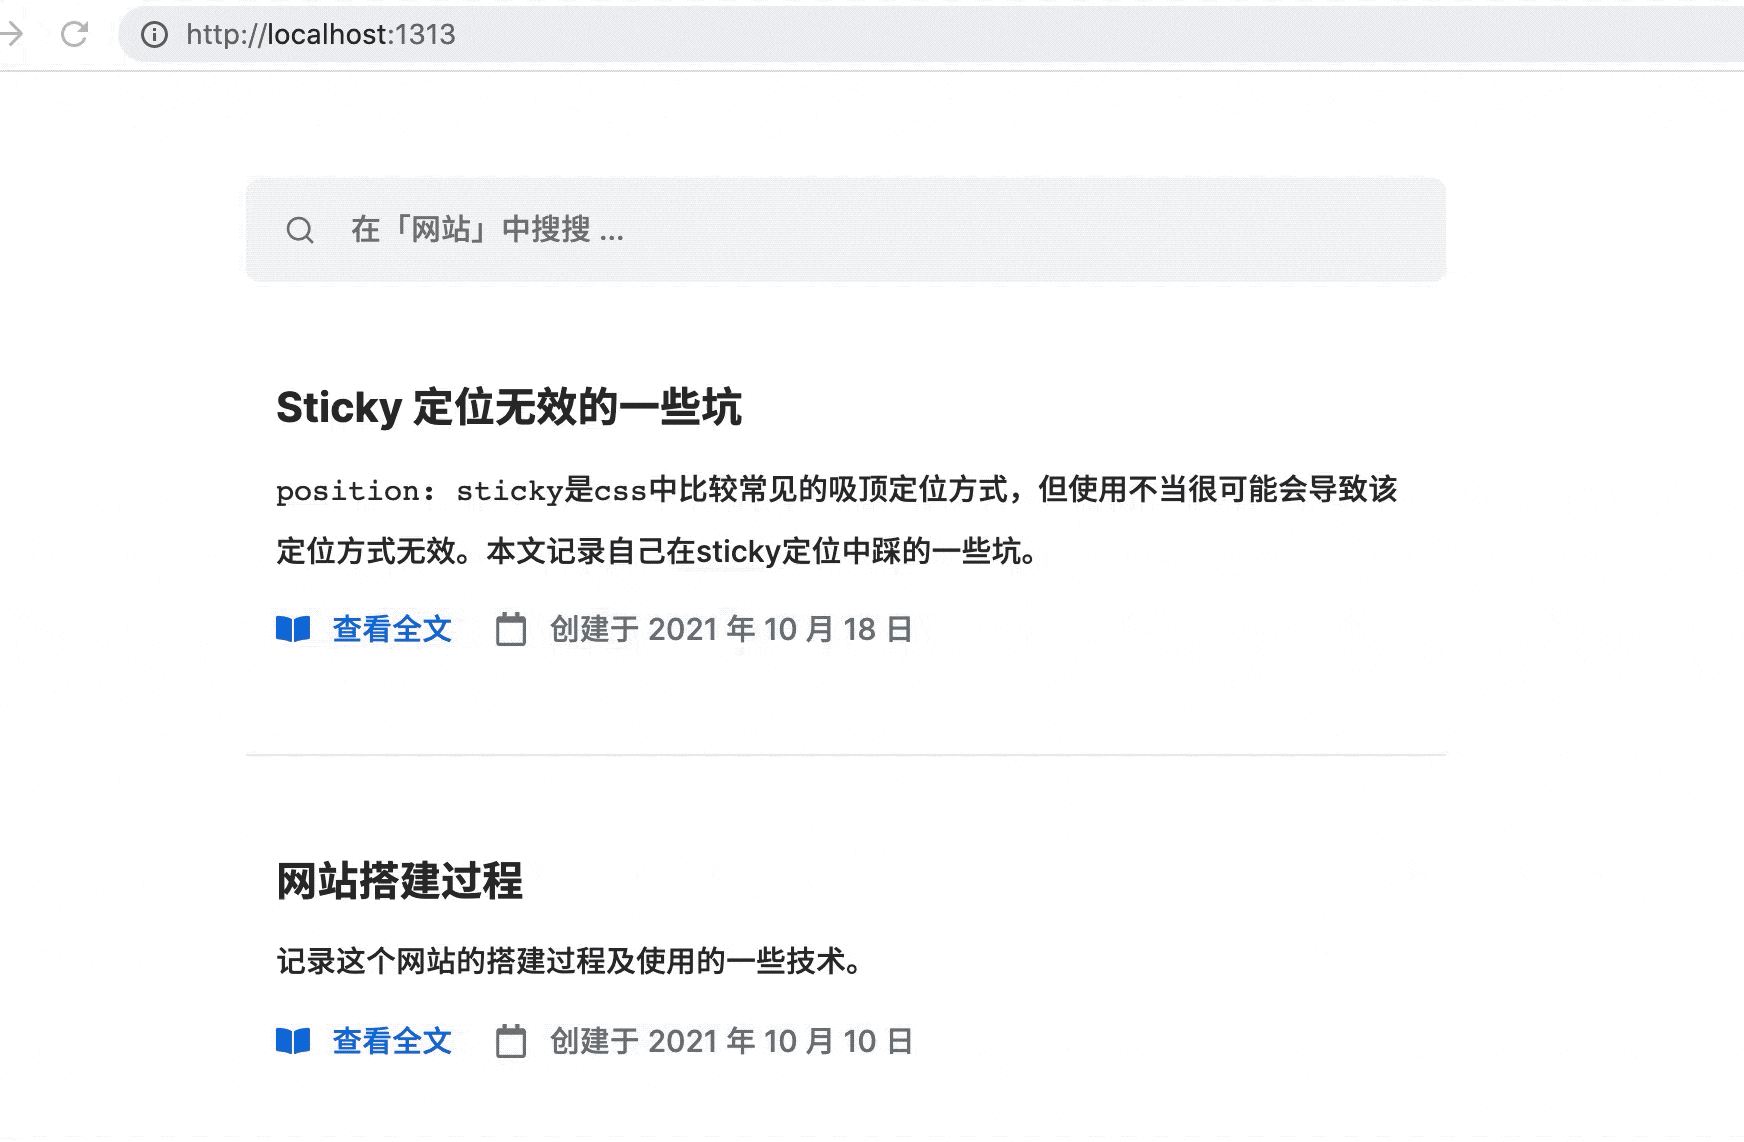 http://localhost:1313
在「网站」中搜搜 ...
Sticky 定位无效的一些坑
position: sticky是css中比较常见的吸顶定位方式，但使用不当很可能会导致该
定位方式无效。本文记录自己在sticky定位中踩的一些坑。
查看全文 创建于 2021 年 10 月 18 日
网站搭建过程
记录这个网站的搭建过程及使用的一些技术。
查看全文 创建于 2021 年 10 月 10 日